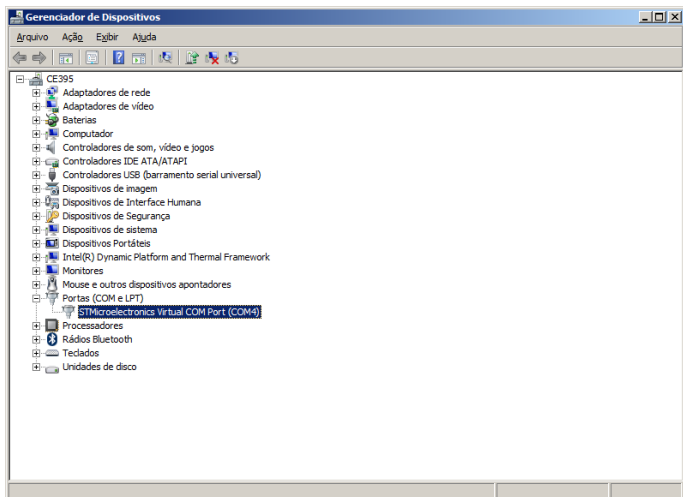 Gerenciador de Dispositivos
Arquivo Ação Exibir Ajuda
CE395
Adaptadores de rede
Adaptadores de vídeo
Baterias
Computador
Controladores de som, vídeo e jogos
Controladores IDE ATA/ATAPI
Controladores USB (barramento serial universal)
Dispositivos de imagem
Dispositivos de Interface Humana
Dispositivos de Segurança
Dispositivos de sistema
Dispositivos Portáteis
Intel(R) Dynamic Platform and Thermal Framework
Monitores
Mouse e outros dispositivos apontadores
Portas (COM e LPT)
STMicroelectronics Virtual COM Port (COM4)
Processadores
Rádios Bluetooth
Teclados
Unidades de disco